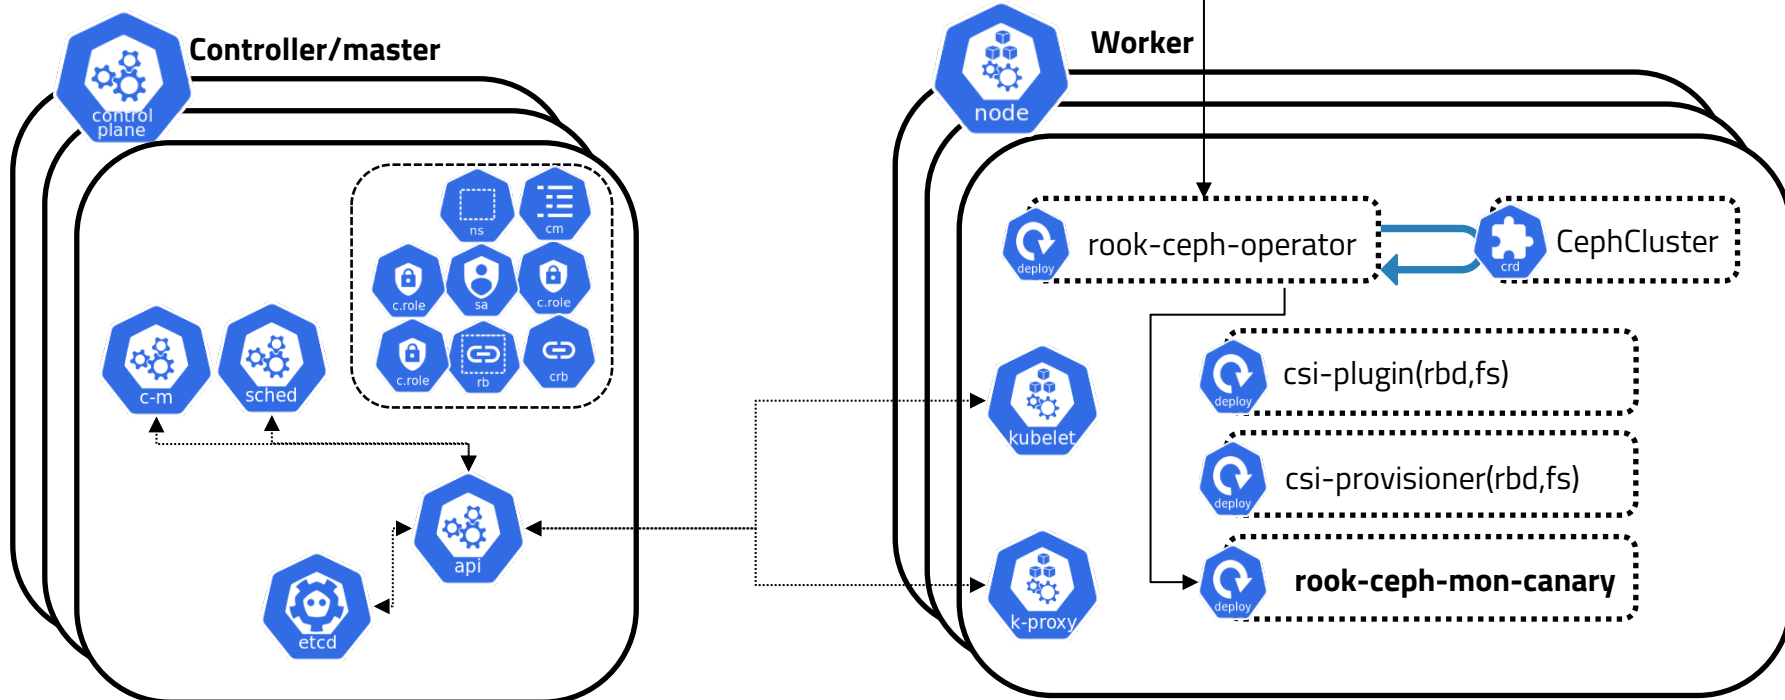 Controller/master
control
plane
ns
cm
c.role
sa
c.role
c.role
rb
crb
c-m
sched
api
etcd
Worker
node
kubelet
k-proxy
deploy
rook-ceph-operator
crd
CephCluster
deploy
csi-plugin(rbd,fs)
deploy
csi-provisioner(rbd,fs)
deploy
rook-ceph-mon-canary